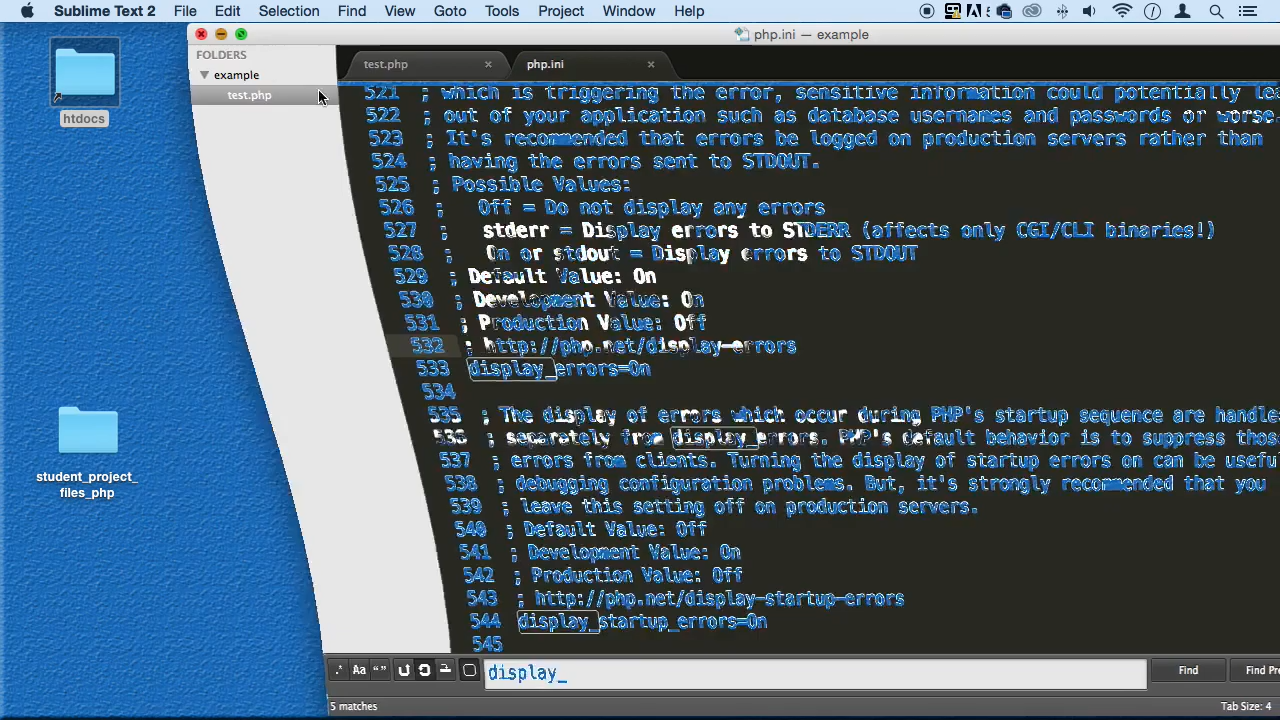 Sublime Text 2 File Edit Selection Find View Goto Tools Project Window Help
php.ini — example
htdocs
student_project_
files_php
FOLDERS
example
test.php
test.php
php.ini
521 ; which is triggering the error, sensitive information could potentially lea
522 ; out of your application such as database usernames and passwords or worse.
523 ; It's recommended that errors be logged on production servers rather than
524 ; having the errors sent to STDOUT.
525 ; Possible Values:
526 ; Off = Do not display any errors
527 ; stderr = Display errors to STDERR (affects only CGI/CLI binaries!)
528 ; On or stdout = Display errors to STDOUT
529 ; Default Value: On
530 ; Development Value: On
531 ; Production Value: Off
532 ; http://php.net/display-errors
533 display_errors=On
534
535 ; The display of errors which occur during PHP's startup sequence are handle
536 ; separately from display_errors. PHP's default behavior is to suppress thos
537 ; errors from clients. Turning the display of startup errors on can be useful
538 ; debugging configuration problems. But, it's strongly recommended that you
539 ; leave this setting off on production servers.
540 ; Default Value: Off
541 ; Development Value: On
542 ; Production Value: Off
543 ; http://php.net/display-startup-errors
544 display_startup_errors=On
545
.* Aa “” display_ Find Find Pre
5 matches
Tab Size: 4